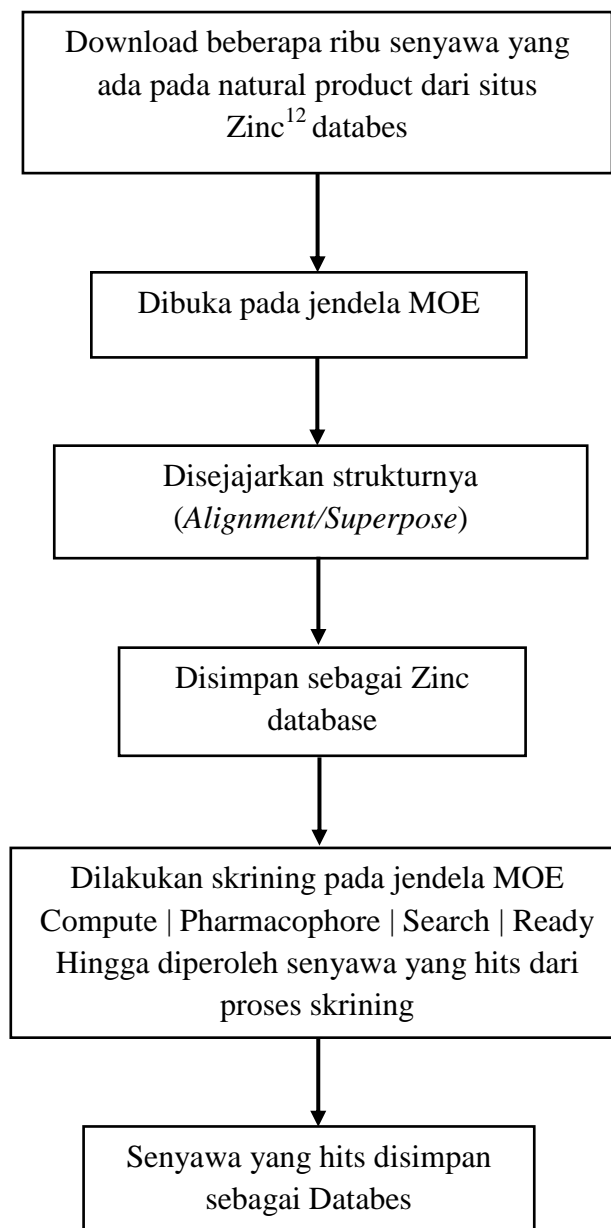 Download beberapa ribu senyawa yang
ada pada natural product dari situs
Zinc¹² databes
Dibuka pada jendela MOE
Disejajarkan strukturnya
(Alignment/Superpose)
Disimpan sebagai Zinc
database
Dilakukan skrining pada jendela MOE
Compute | Pharmacophore | Search | Ready
Hingga diperoleh senyawa yang hits dari
proses skrining
Senyawa yang hits disimpan
sebagai Databes